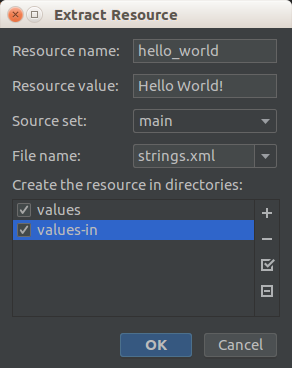 Extract Resource
Resource name: hello_world
Resource value: Hello World!
Source set: main
File name: strings.xml
Create the resource in directories:
values
values-in
OK Cancel